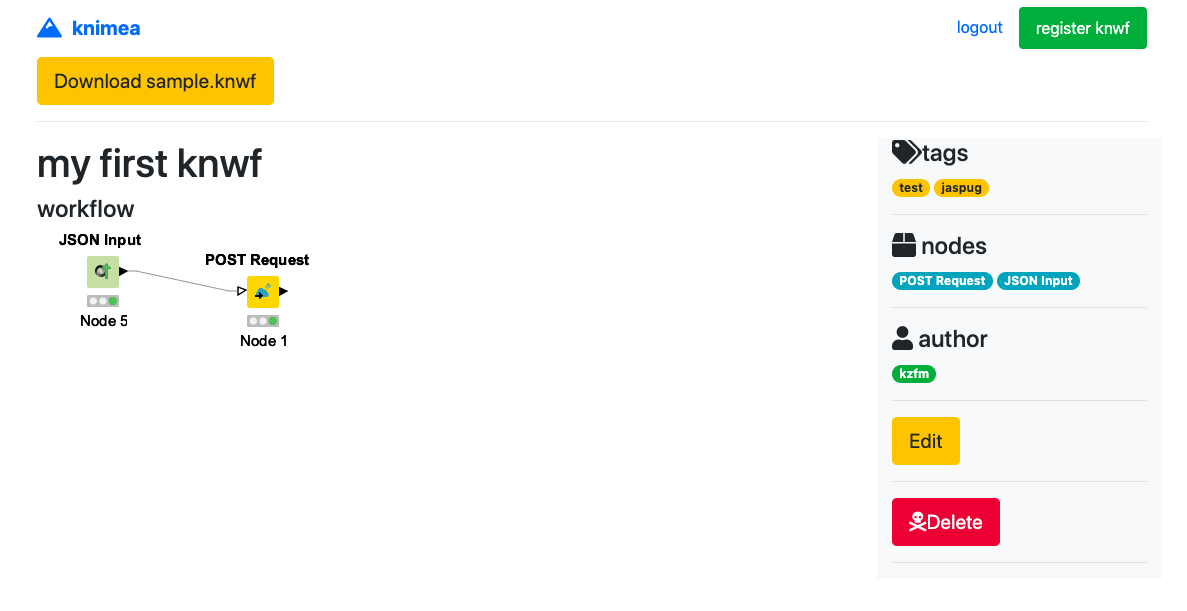 knimea
logout
register knwf
Download sample.knwf
my first knwf
workflow
JSON Input
Node 5
POST Request
Node 1
tags
test jaspug
nodes
POST Request JSON Input
author
kzfm
Edit
Delete